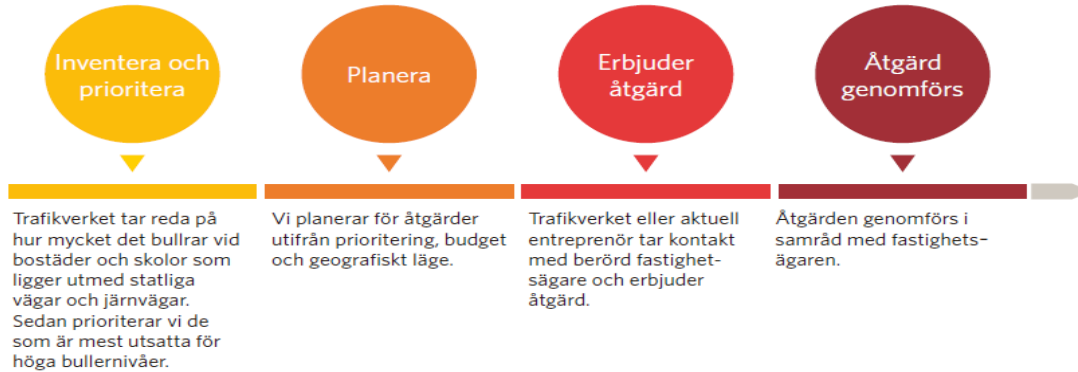 Inventera och
prioritera
Planera
Erbjuder
åtgärd
Åtgärd
genomförs
Trafikverket tar reda på
hur mycket det bullrar vid
bostäder och skolor som
ligger utmed statliga
vägar och järnvägar.
Sedan prioriterar vi de
som är mest utsatta för
höga bullernivåer.
Vi planerar för åtgärder
utifrån prioritering, budget
och geografiskt läge.
Trafikverket eller aktuell
entreprenör tar kontakt
med berörd fastighet-
sägare och erbjuder
åtgärd.
Åtgärden genomförs i
samråd med fastighets-
ägaren.